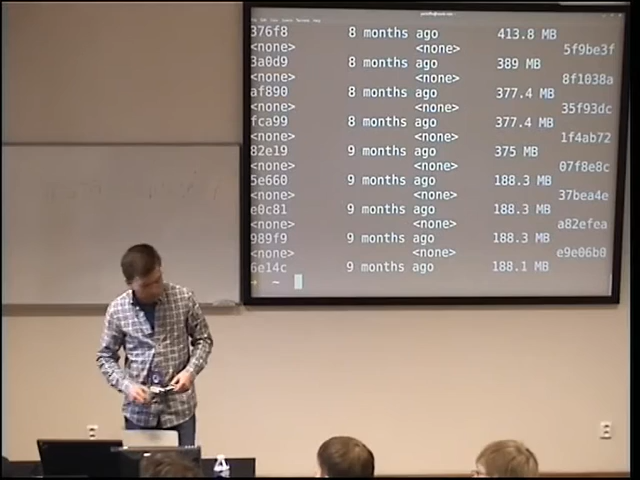 376f8 8 months ago 413.8 MB
<none> <none> 5f9be3f
3a0d9 8 months ago 389 MB
<none> <none> 8f1038a
af890 8 months ago 377.4 MB
<none> <none> 35f93dc
fca99 8 months ago 377.4 MB
<none> <none> 1f4ab72
82e19 9 months ago 375 MB
<none> <none> 07f8e8c
5e660 9 months ago 188.3 MB
<none> <none> 37bea4e
e0c81 9 months ago 188.3 MB
<none> <none> a82efea
989f9 9 months ago 188.3 MB
<none> <none> e9e06b0
6e14c 9 months ago 188.1 MB
~